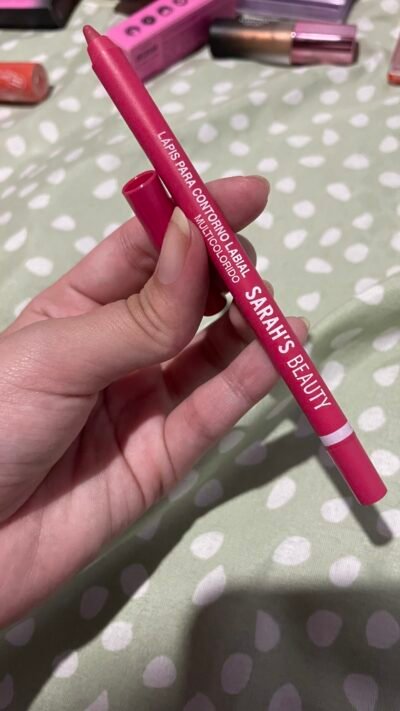 LÁPIS PARA CONTORNO LABIAL
MULTICOLORIDO
SARAH'S BEAUTY